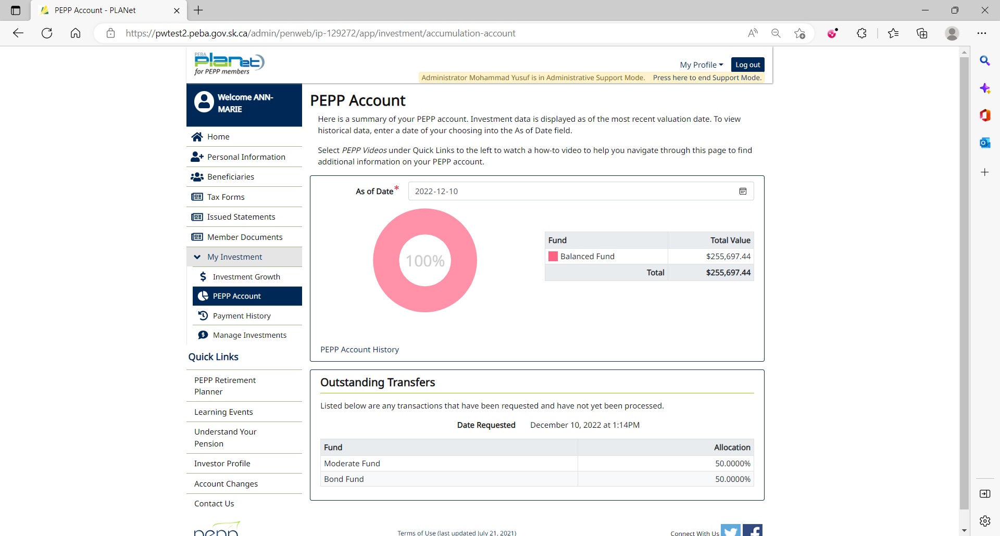 PEPP Account - PLANet
https://pwtest2.peba.gov.sk.ca/admin/penweb/ip-129272/app/investment/accumulation-account
PEBA
planet
for PEPP members
My Profile
Log out
Administrator Mohammad Yusuf is in Administrative Support Mode. Press here to end Support Mode.
Welcome ANN-
MARIE
Home
Personal Information
Beneficiaries
Tax Forms
Issued Statements
Member Documents
My Investment
Investment Growth
PEPP Account
Payment History
Manage Investments
Quick Links
PEPP Retirement
Planner
Learning Events
Understand Your
Pension
Investor Profile
Account Changes
Contact Us
pepp
PEPP Account
Here is a summary of your PEPP account. Investment data is displayed as of the most recent valuation date. To view
historical data, enter a date of your choosing into the As of Date field.
Select PEPP Videos under Quick Links to the left to watch a how-to video to help you navigate through this page to find
additional information on your PEPP account.
As of Date* 2022-12-10
100%
Fund Total Value
Balanced Fund $255,697.44
Total $255,697.44
PEPP Account History
Outstanding Transfers
Listed below are any transactions that have been requested and have not yet been processed.
Date Requested December 10, 2022 at 1:14PM
Fund Allocation
Moderate Fund 50.0000%
Bond Fund 50.0000%
Terms of Use (last updated July 21, 2021)
Connect With Us